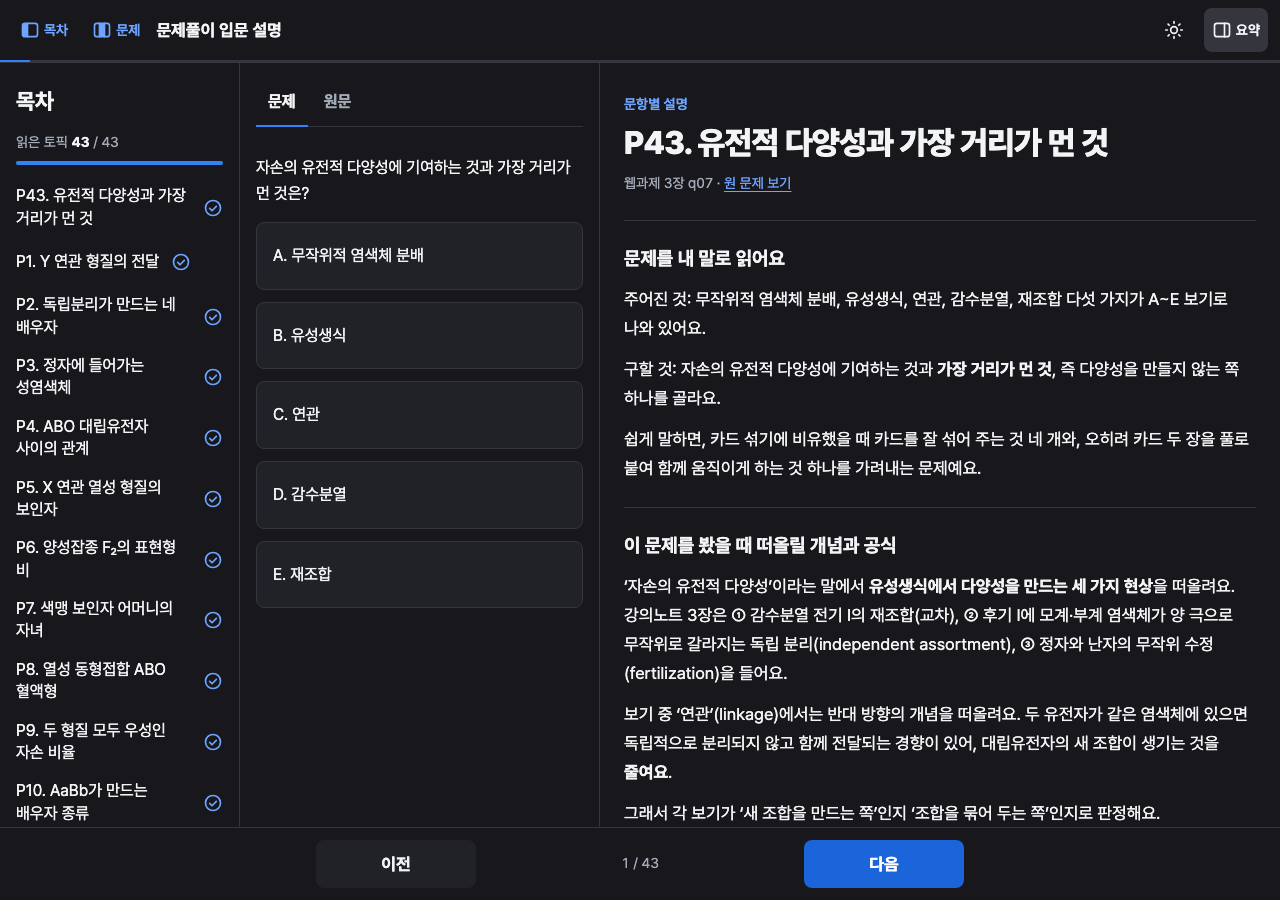 목차 문제 문제풀이 입문 설명 요약
목차
읽은 토픽 43 / 43
P43. 유전적 다양성과 가장
거리가 먼 것
P1. Y 연관 형질의 전달
P2. 독립분리가 만드는 네
배우자
P3. 정자에 들어가는
성염색체
P4. ABO 대립유전자
사이의 관계
P5. X 연관 열성 형질의
보인자
P6. 양성잡종 F₂의 표현형
비
P7. 색맹 보인자 어머니의
자녀
P8. 열성 동형접합 ABO
혈액형
P9. 두 형질 모두 우성인
자손 비율
P10. AaBb가 만드는
배우자 종류
문제 원문
자손의 유전적 다양성에 기여하는 것과 가장 거리가
먼 것은?
A. 무작위적 염색체 분배
B. 유성생식
C. 연관
D. 감수분열
E. 재조합
문항별 설명
P43. 유전적 다양성과 가장 거리가 먼 것
웹과제 3장 q07 · 원 문제 보기
문제를 내 말로 읽어요
주어진 것: 무작위적 염색체 분배, 유성생식, 연관, 감수분열, 재조합 다섯 가지가 A~E 보기로
나와 있어요.
구할 것: 자손의 유전적 다양성에 기여하는 것과 가장 거리가 먼 것, 즉 다양성을 만들지 않는 쪽
하나를 골라요.
쉽게 말하면, 카드 섞기에 비유했을 때 카드를 잘 섞어 주는 것 네 개와, 오히려 카드 두 장을 풀로
붙여 함께 움직이게 하는 것 하나를 가려내는 문제예요.
이 문제를 봤을 때 떠올릴 개념과 공식
‘자손의 유전적 다양성’이라는 말에서 유성생식에서 다양성을 만드는 세 가지 현상을 떠올려요.
강의노트 3장은 ① 감수분열 전기 I의 재조합(교차), ② 후기 I에 모계·부계 염색체가 양 극으로
무작위로 갈라지는 독립 분리(independent assortment), ③ 정자와 난자의 무작위 수정
(fertilization)을 들어요.
보기 중 ‘연관’(linkage)에서는 반대 방향의 개념을 떠올려요. 두 유전자가 같은 염색체에 있으면
독립적으로 분리되지 않고 함께 전달되는 경향이 있어, 대립유전자의 새 조합이 생기는 것을
줄여요.
그래서 각 보기가 ‘새 조합을 만드는 쪽’인지 ‘조합을 묶어 두는 쪽’인지로 판정해요.
이전 1 / 43 다음